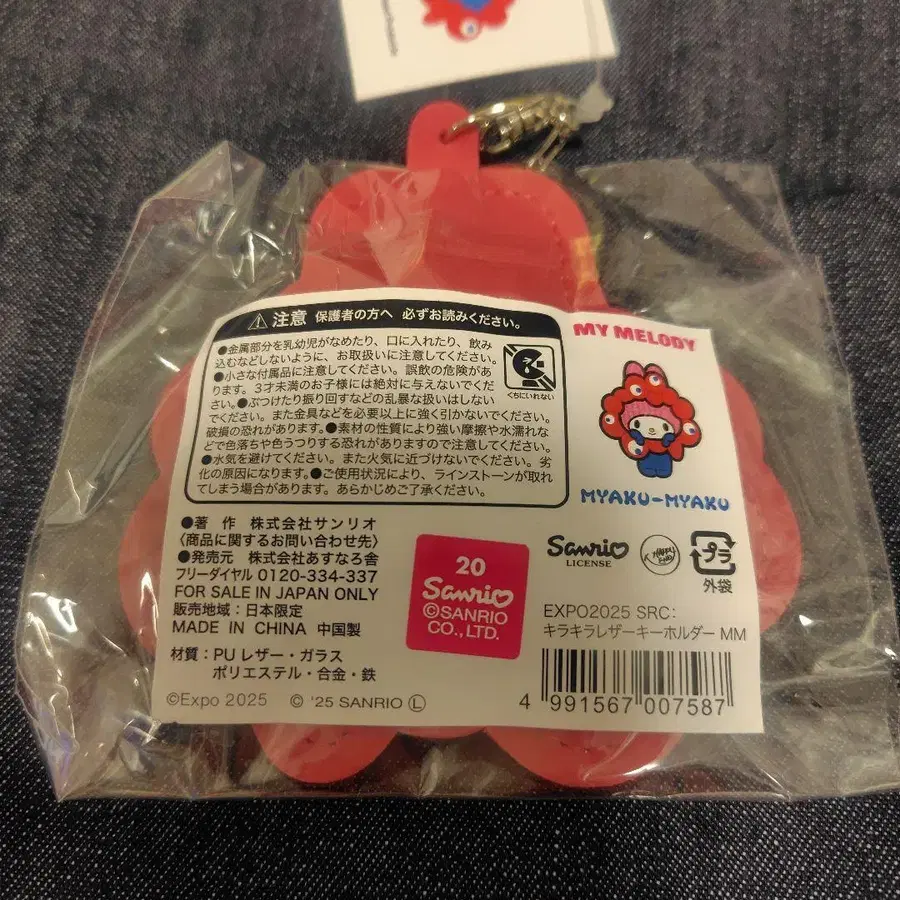 ⚠注意 保護者の方へ 必ずお読みください。
●金属部分を乳幼児がなめたり、口に入れたり、飲み
込むなどしないように、お取扱いに注意してください。
●小さな付属品に注意してください。誤飲の危険があ
ります。3才未満のお子様には絶対に与えないでくだ
さい。●ぶつけたり振り回すなどの乱暴な扱いはしない
でください。また金具などを必要以上に強く引かないでください。
破損の恐れがあります。●素材の性質により強い摩擦や水濡れな
どで色落ちや色うつりする恐れがありますので注意してください。
●水気を避けてください。また火気に近づけないでください。劣
化の原因になります。●ご使用状況により、ラインストーンが取れ
てしまう場合があります。あらかじめご了承ください。
くちにいれない
MY MELODY
MYAKU-MYAKU
●著 作 株式会社サンリオ
〈商品に関するお問い合わせ先〉
●発売元 株式会社あすなろ舎
フリーダイヤル 0120-334-337
FOR SALE IN JAPAN ONLY
販売地域：日本限定
MADE IN CHINA 中国製
材質：PU レザー・ガラス
ポリエステル・合金・鉄
©Expo 2025 © '25 SANRIO Ⓛ
20
Sanrio
©SANRIO
CO., LTD.
Sanrio
LICENSE
プラ
外袋
EXPO2025 SRC:
キラキラレザーキーホルダー MM
4 991567 007587